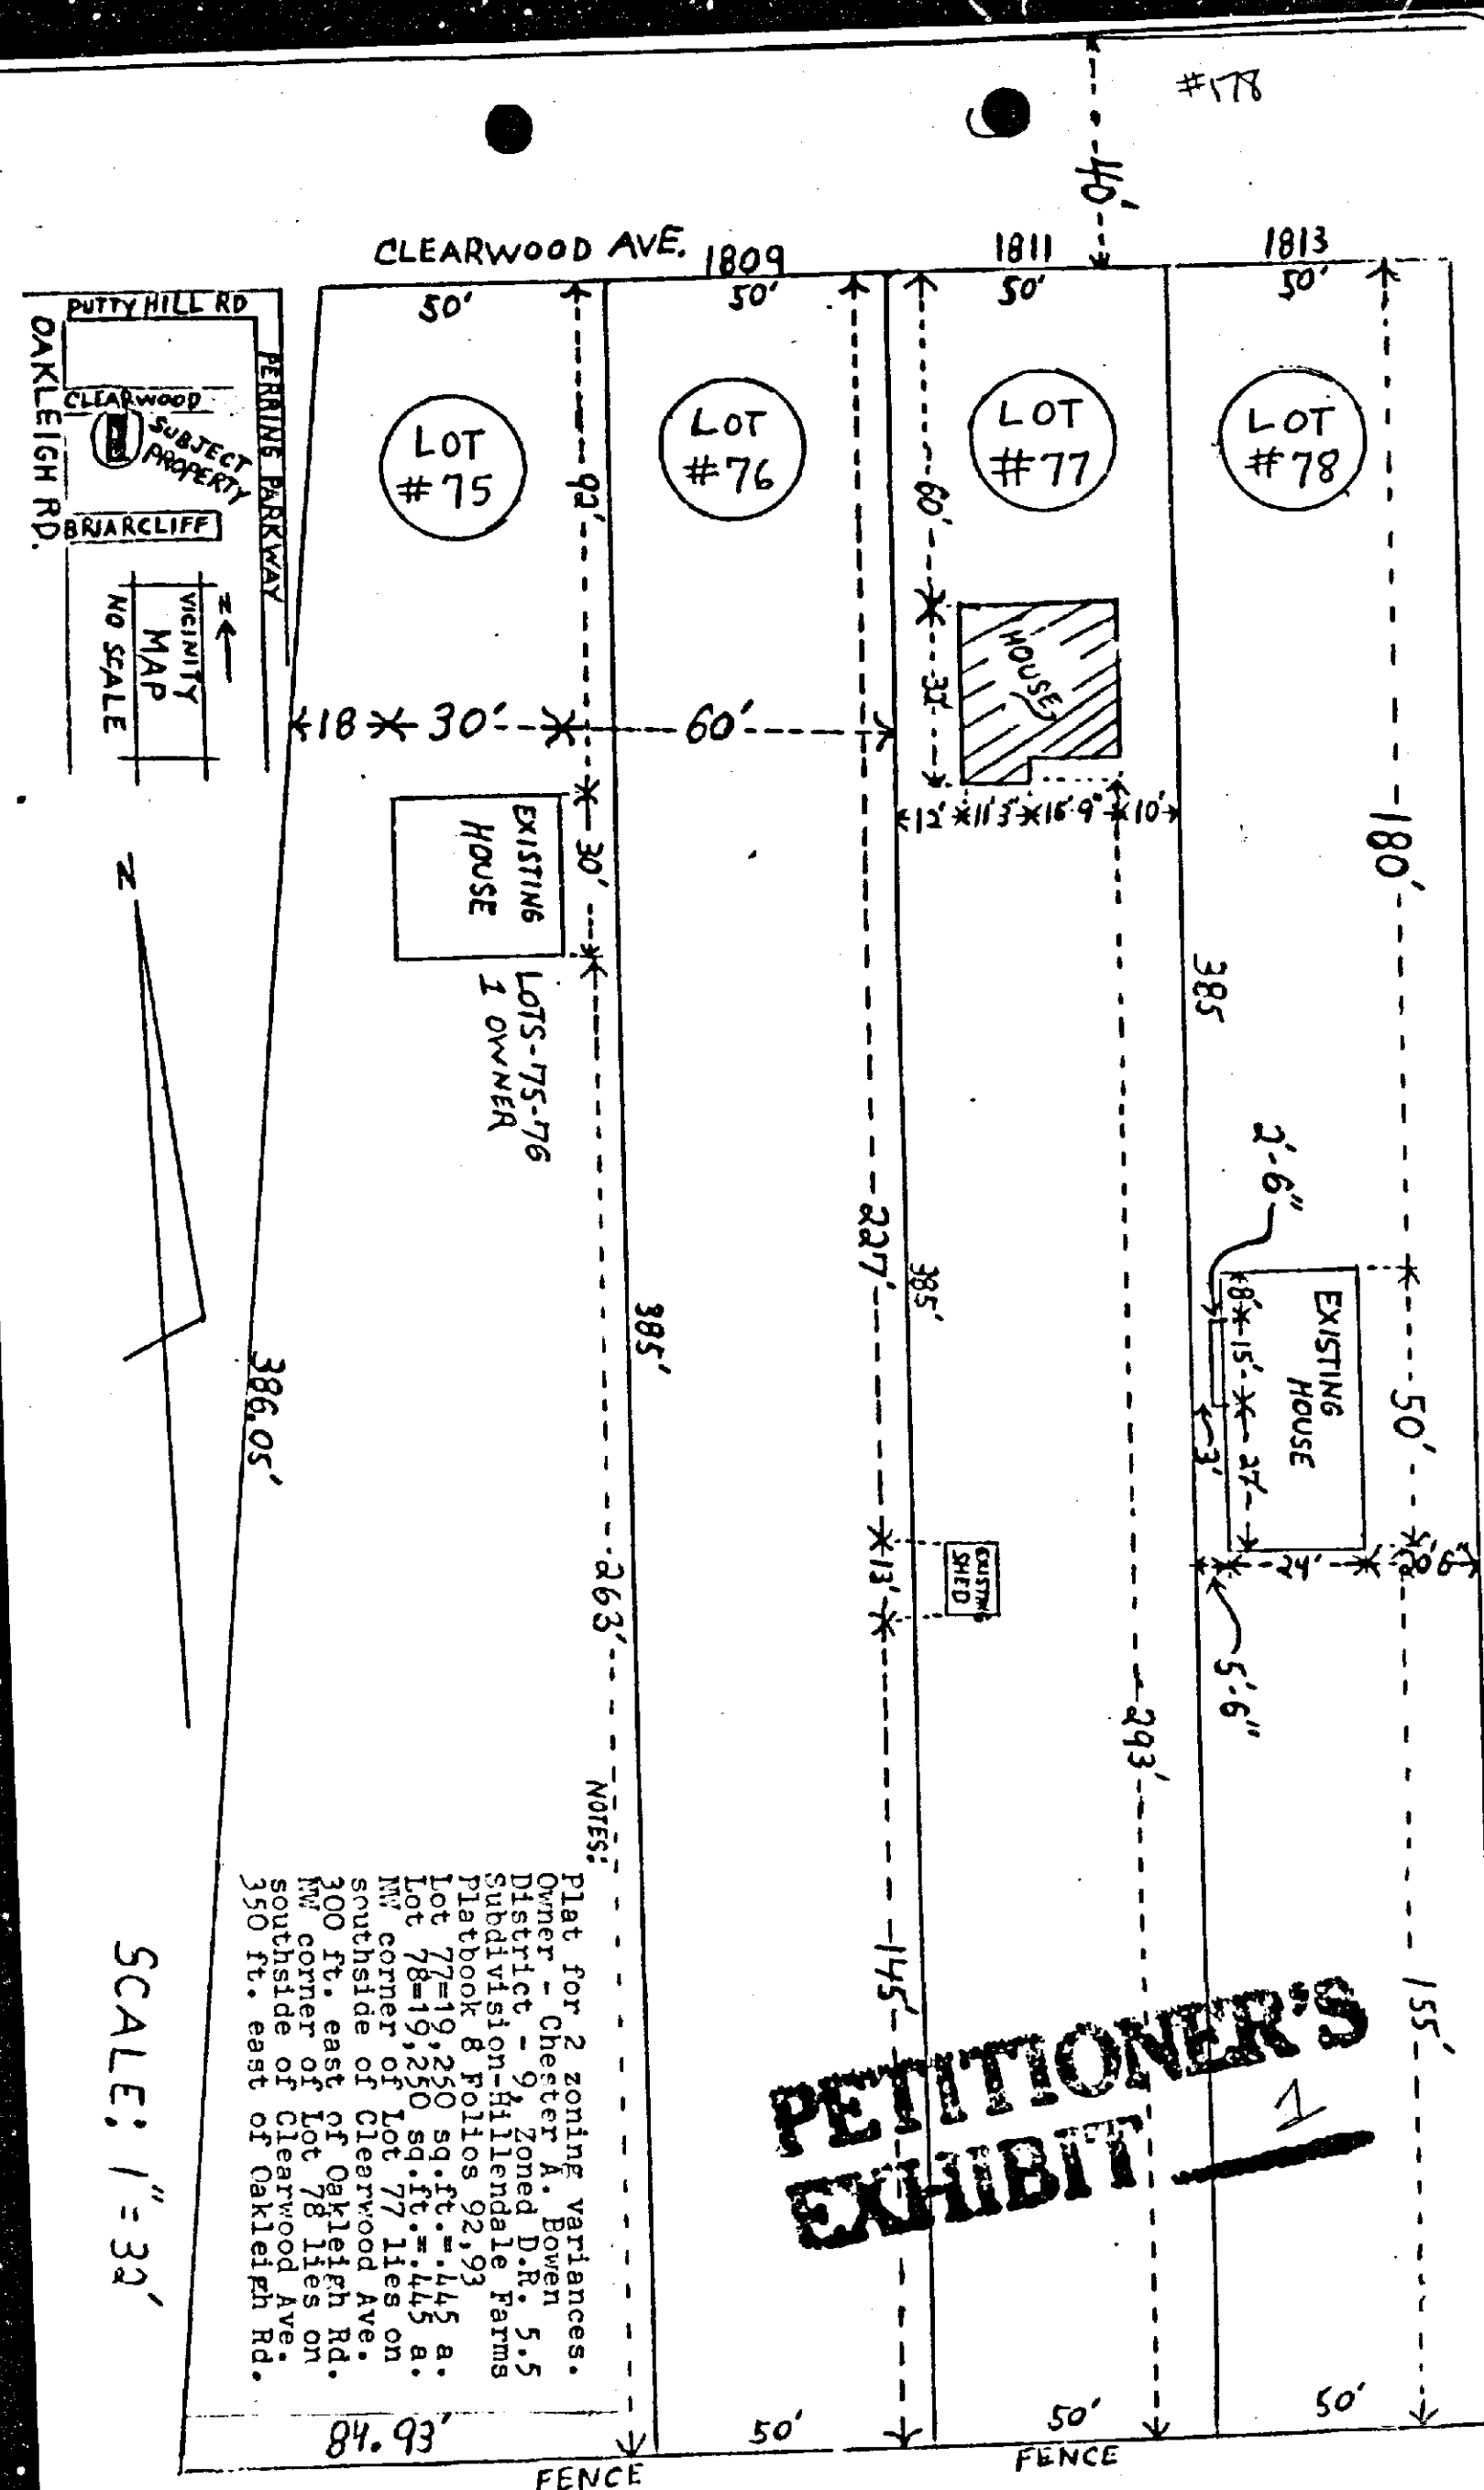 #178
40'
CLEARWOOD AVE.
1809
1811
1813
50'
50'
50'
50'
PUTTY HILL RD
OAKLEIGH RD.
PERRING PARKWAY
CLEARWOOD
SUBJECT
PROPERTY
BRIARCLIFF
N
VICINITY
MAP
NO SCALE
LOT
#75
LOT
#76
LOT
#77
LOT
#78
92'
60'
180'
HOUSE
18
30'
60'
12'
11'3"
16'9"
10'
EXISTING
HOUSE
30'
LOTS-75-76
1 OWNER
N
385
2'-6"
227'
385'
385'
386.05'
EXISTING
HOUSE
8'
15'
27
3'
50'
24'
5'-6"
EXISTING
SHED
13'
263'
293'
145'
155'
NOTES:
Plat for 2 zoning variances.
Owner - Chester A. Bowen
District - 9, Zoned D.R. 5.5
Subdivision-Hillendale Farms
Platbook 8 Folios 92,93
Lot 77=19,250 sq.ft.=.445 a.
Lot 78=19,250 sq.ft.=.445 a.
NW corner of Lot 77 lies on
southside of Clearwood Ave.
300 ft. east of Oakleigh Rd.
NW corner of Lot 78 lies on
southside of Clearwood Ave.
350 ft. east of Oakleigh Rd.
SCALE: 1"=32'
PETITIONER'S
EXHIBIT 1
84.93'
50'
50'
50'
FENCE
FENCE